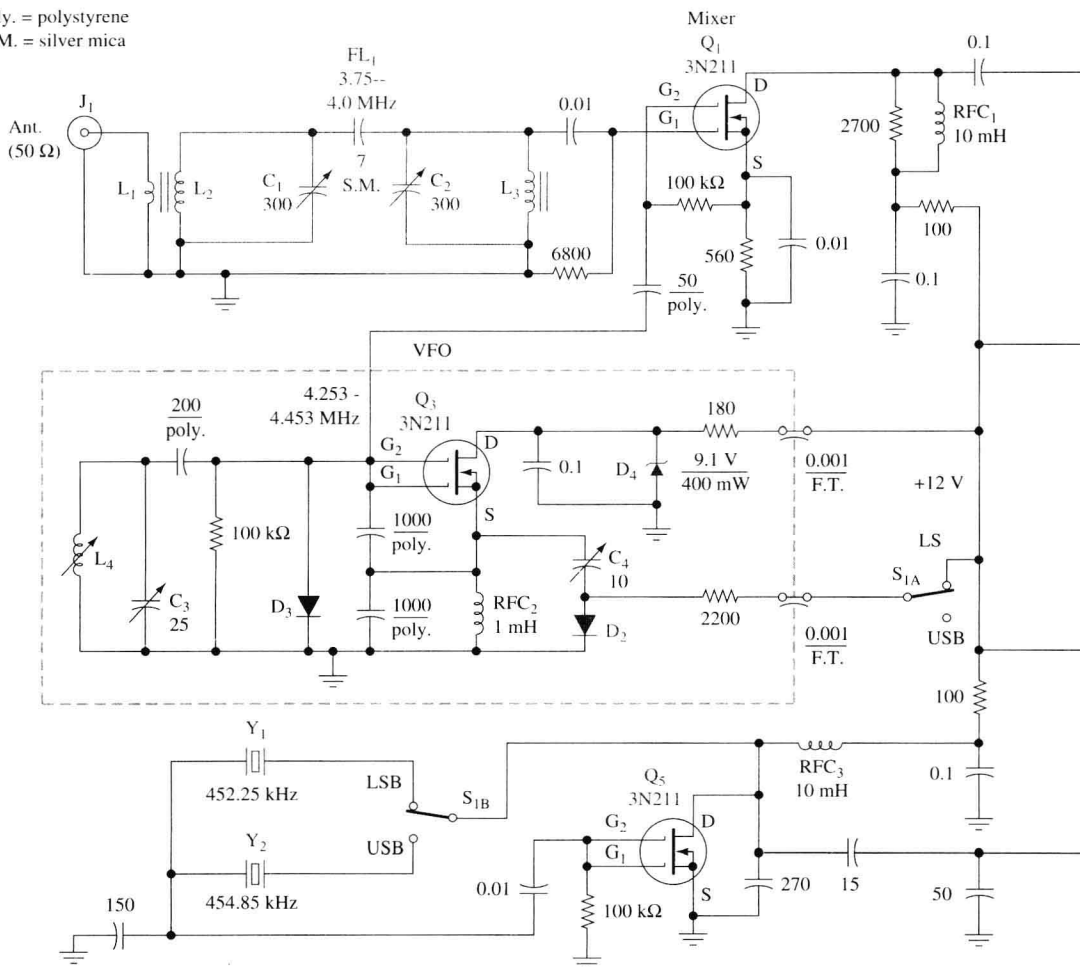 ly. = polystyrene
M. = silver mica
Mixer
Q1
3N211
0.1
FL1
3.75--
4.0 MHz
J1
Ant.
(50 Ω)
0.01
G2
D
G1
2700
RFC1
10 mH
7
S.M.
L1
L2
C1
300
C2
300
L3
S
100 kΩ
100
560
0.01
6800
0.1
50
poly.
VFO
4.253 -
4.453 MHz
Q3
3N211
200
poly.
180
G2
D
G1
0.1
D4
9.1 V
400 mW
0.001
F.T.
+12 V
S
100 kΩ
1000
poly.
LS
L4
C4
10
S1A
C3
25
D3
1000
poly.
RFC2
1 mH
D2
2200
USB
0.001
F.T.
100
Y1
452.25 kHz
LSB
S1B
RFC3
10 mH
0.1
Q5
3N211
D
Y2
USB
G2
G1
454.85 kHz
0.01
S
270
15
50
150
100 kΩ